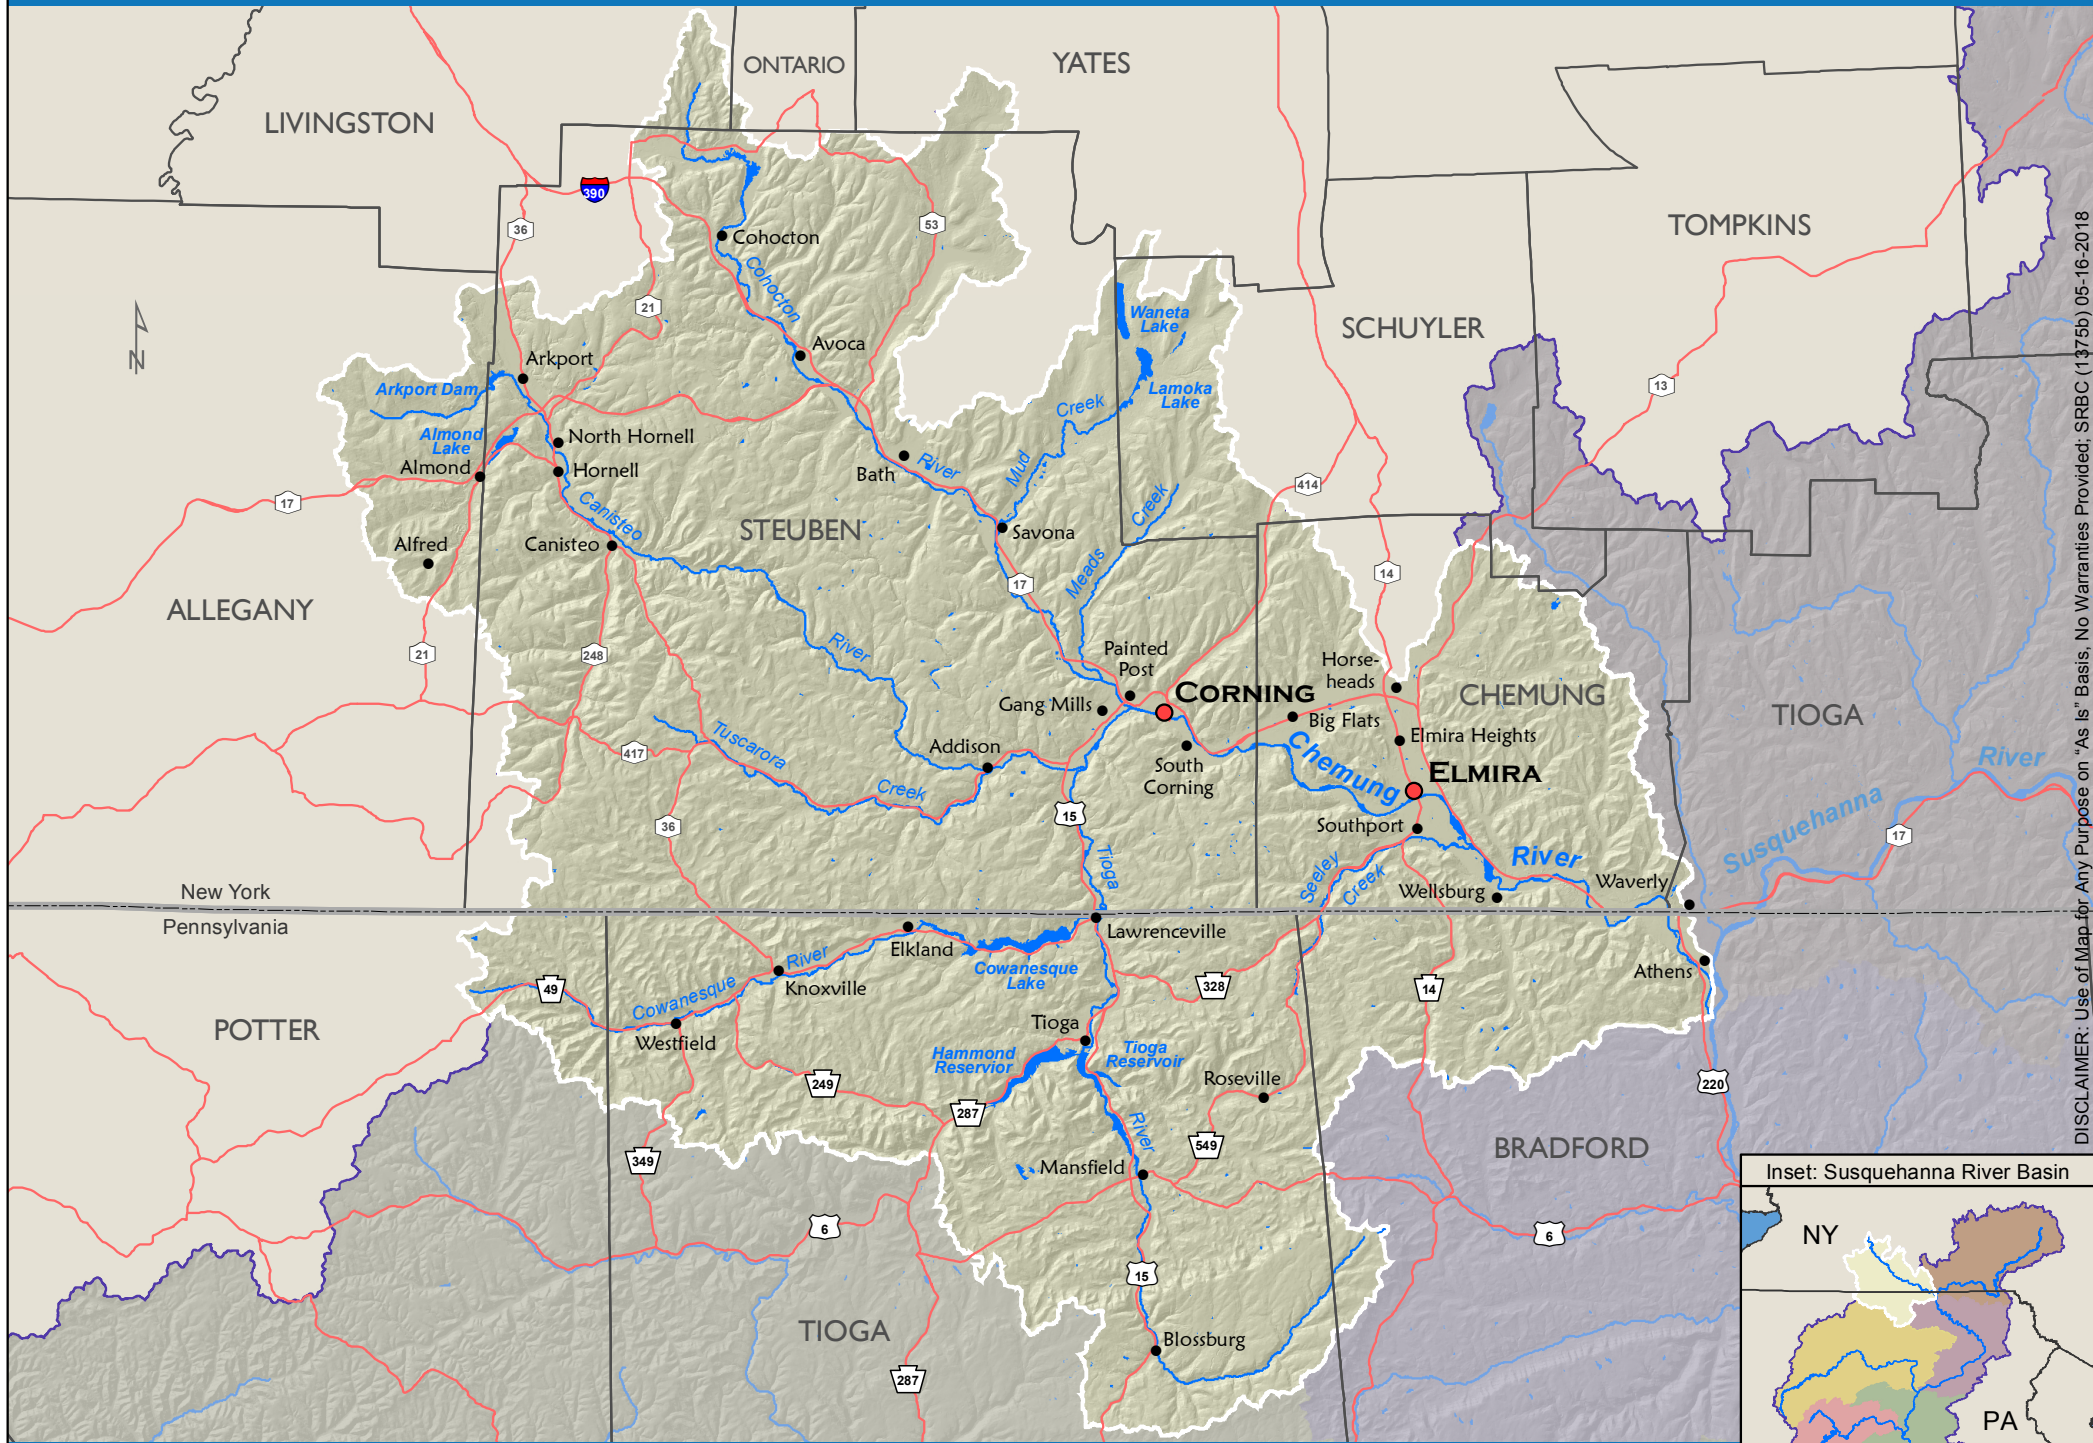 ONTARIO
YATES
LIVINGSTON
390
36
53
Cohocton
TOMPKINS
Cohocton
21
Waneta
Lake
SCHUYLER
Avoca
Arkport
Arkport Dam
Lamoka
Lake
13
Creek
Almond
Lake
North Hornell
Almond
Hornell
Bath
River
Mud
414
17
Canisteo
Creek
STEUBEN
Savona
Alfred
Canisteo
Meads
17
14
ALLEGANY
21
248
River
Painted
Post
Horse-
heads
CORNING
CHEMUNG
Gang Mills
Big Flats
TIOGA
Tuscarora
417
Addison
Elmira Heights
Chemung
River
South
Corning
ELMIRA
Creek
15
36
Southport
Susquehanna
17
Tioga
Seeley
Creek
River
Wellsburg
Waverly
New York
Pennsylvania
Elkland
Lawrenceville
River
Cowanesque
Lake
Athens
49
Cowanesque
Knoxville
328
14
POTTER
Westfield
Tioga
Hammond
Reservior
Tioga
Reservoir
Roseville
249
287
220
River
549
BRADFORD
349
Mansfield
6
6
15
TIOGA
Blossburg
287
Inset: Susquehanna River Basin
NY
PA
DISCLAIMER: Use of Map for Any Purpose on "As Is" Basis, No Warranties Provided; SRBC (1375b) 05-16-2018